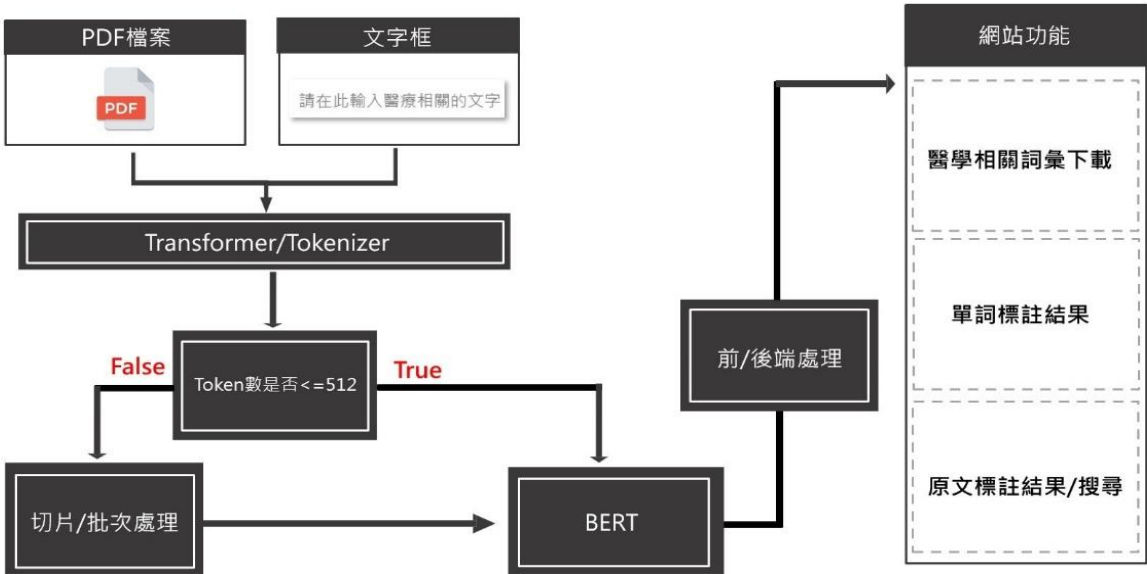 PDF檔案
PDF
文字框
請在此輸入醫療相關的文字
Transformer/Tokenizer
False
Token數是否<=512
True
切片/批次處理
BERT
前/後端處理
網站功能
醫學相關詞彙下載
單詞標註結果
原文標註結果/搜尋